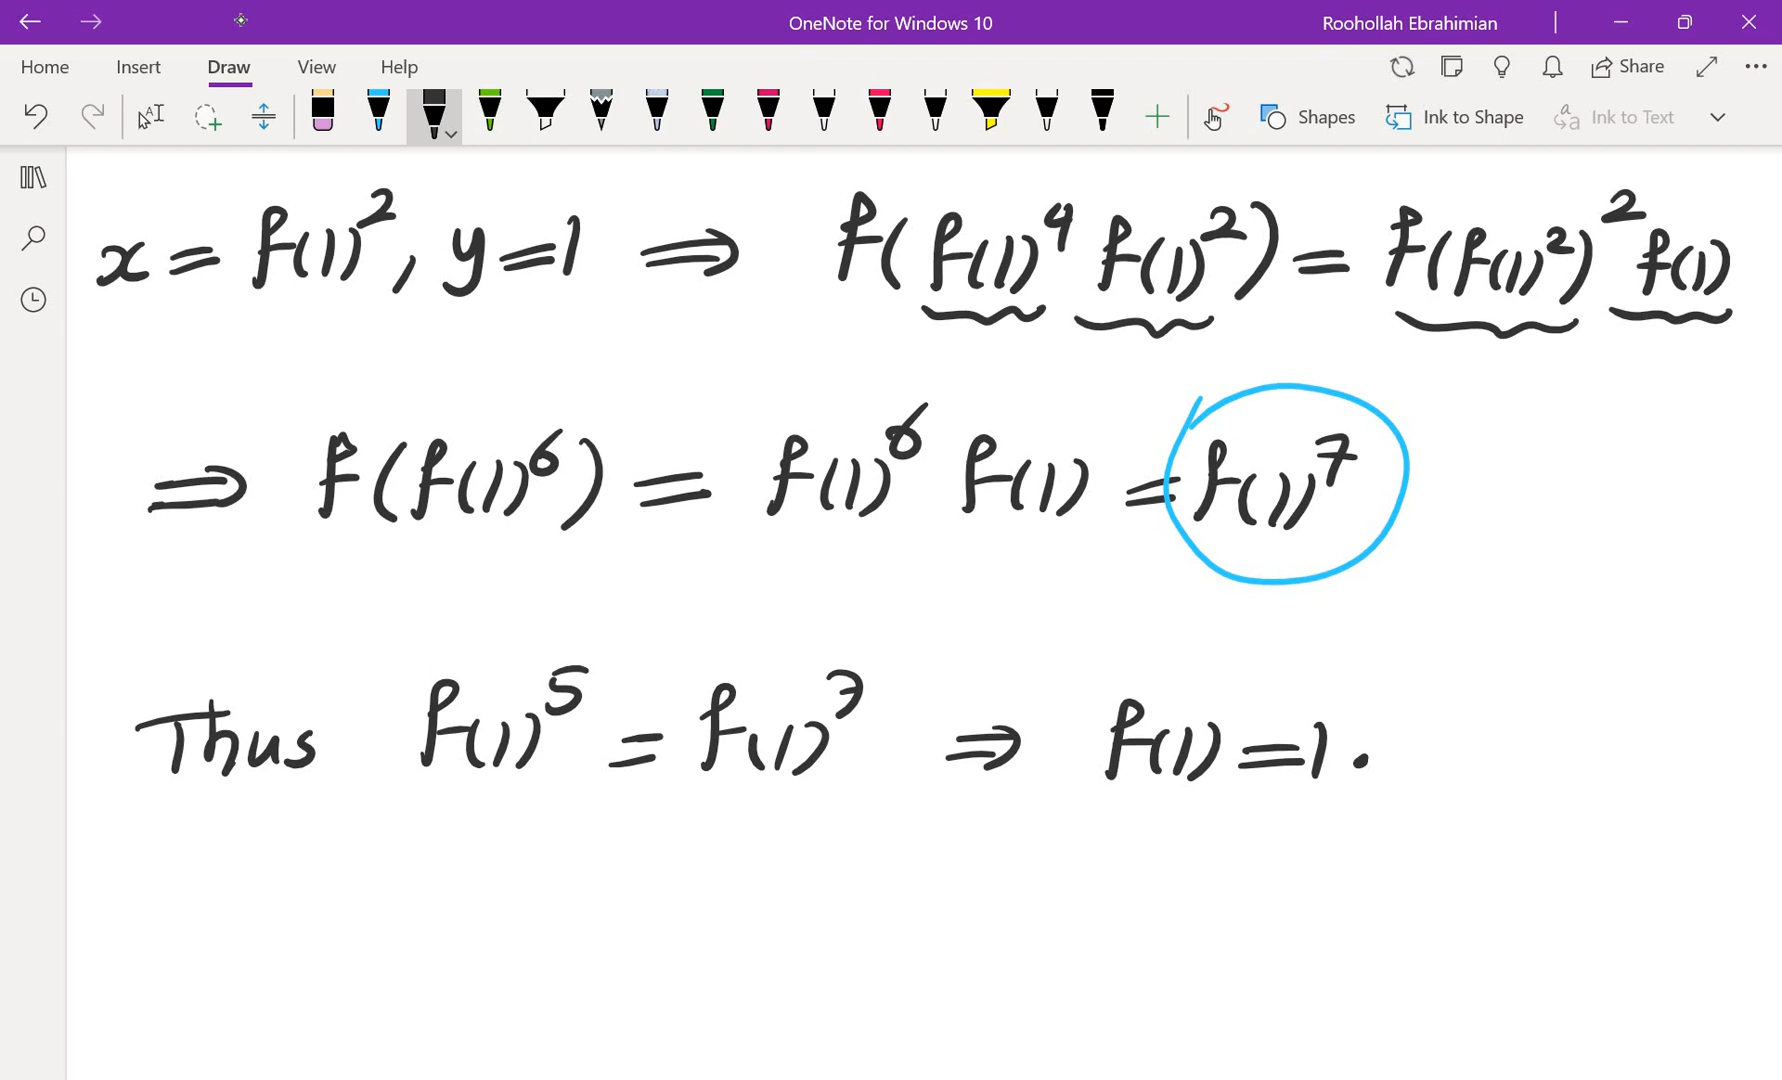 OneNote for Windows 10 Roohollah Ebrahimian
Home Insert Draw View Help Share
Shapes Ink to Shape Ink to Text
x = f(1)², y=1 ⟹ f(f(1)⁴ f(1)²) = f(f(1)²)² f(1)
⟹ f(f(1)⁶) = f(1)⁶ f(1) = f(1)⁷
Thus f(1)⁵ = f(1)⁷ ⟹ f(1)=1.